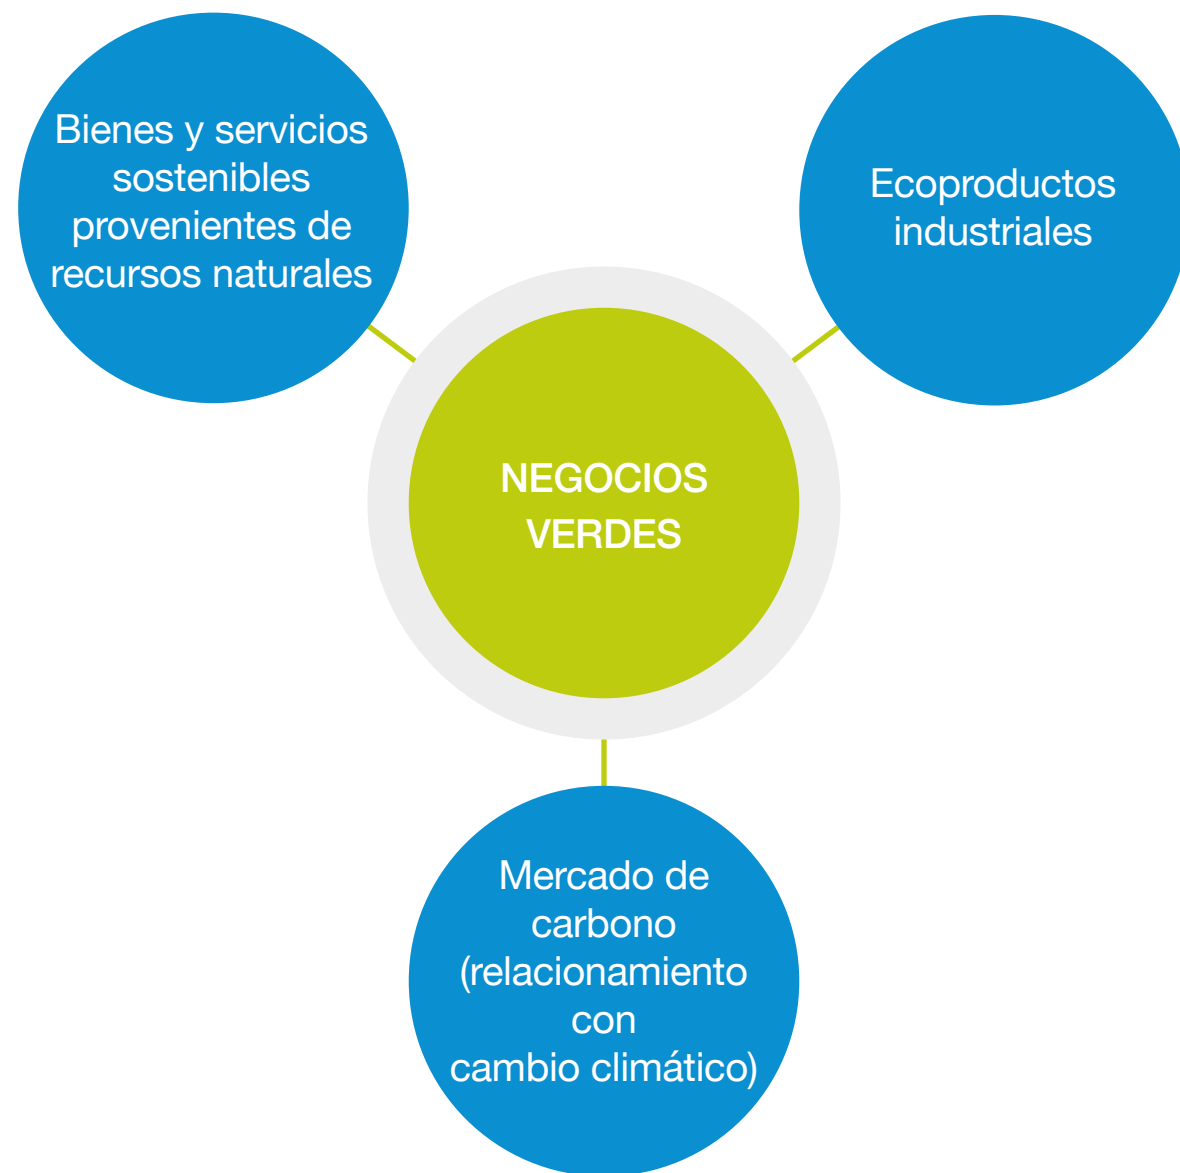 Bienes y servicios
sostenibles
provenientes de
recursos naturales
Ecoproductos
industriales
NEGOCIOS
VERDES
Mercado de
carbono
(relacionamiento
con
cambio climático)